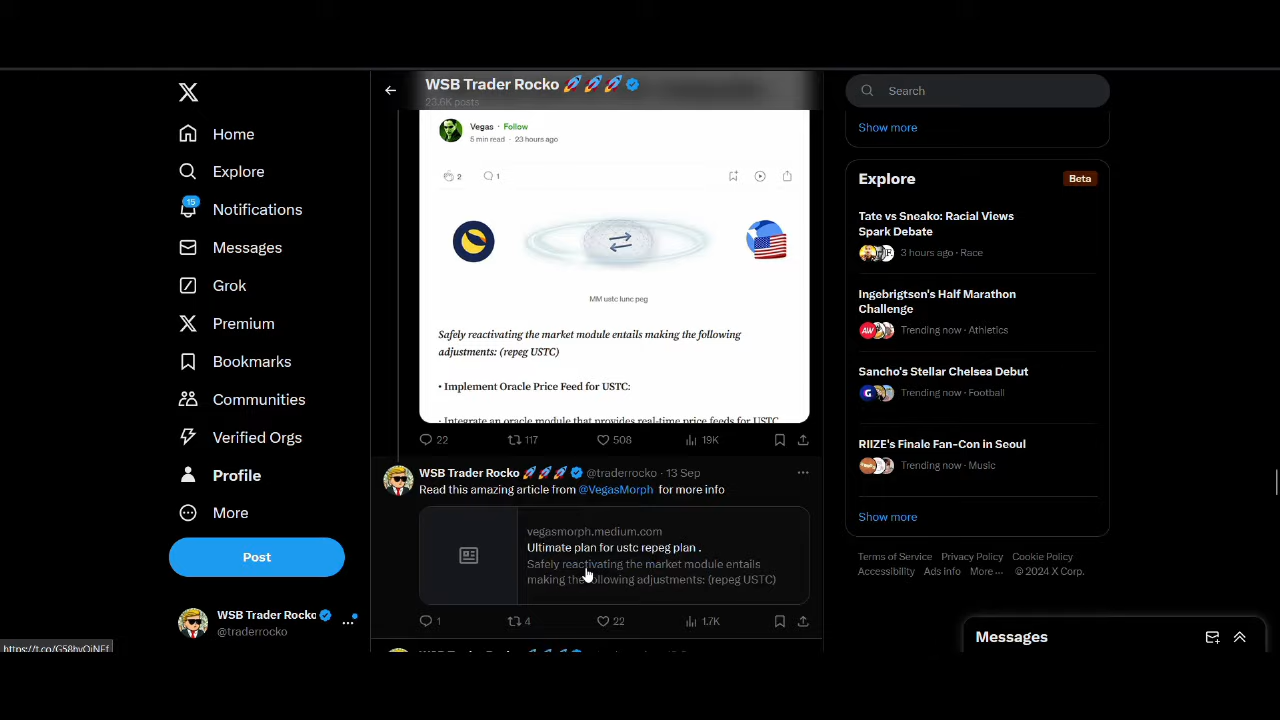 WSB Trader Rocko 🚀🚀🚀
23.6K posts
Search
Home
Explore
15
Notifications
Messages
Grok
Premium
Bookmarks
Communities
Verified Orgs
Profile
More
Post
WSB Trader Rocko
@traderrocko
Vegas · Follow
5 min read · 23 hours ago
2
1
MM ustc lunc peg
Safely reactivating the market module entails making the following
adjustments: (repeg USTC)
• Implement Oracle Price Feed for USTC:
• Integrate an oracle module that provides real-time price feeds for USTC
22
117
508
19K
WSB Trader Rocko 🚀🚀🚀 @traderrocko · 13 Sep
Read this amazing article from @VegasMorph for more info
vegasmorph.medium.com
Ultimate plan for ustc repeg plan .
Safely reactivating the market module entails
making the following adjustments: (repeg USTC)
1
4
22
1.7K
Show more
Explore
Beta
Tate vs Sneako: Racial Views
Spark Debate
3 hours ago · Race
Ingebrigtsen's Half Marathon
Challenge
Trending now · Athletics
Sancho's Stellar Chelsea Debut
Trending now · Football
RIIZE's Finale Fan-Con in Seoul
Trending now · Music
Show more
Terms of Service Privacy Policy Cookie Policy
Accessibility Ads info More ··· © 2024 X Corp.
Messages